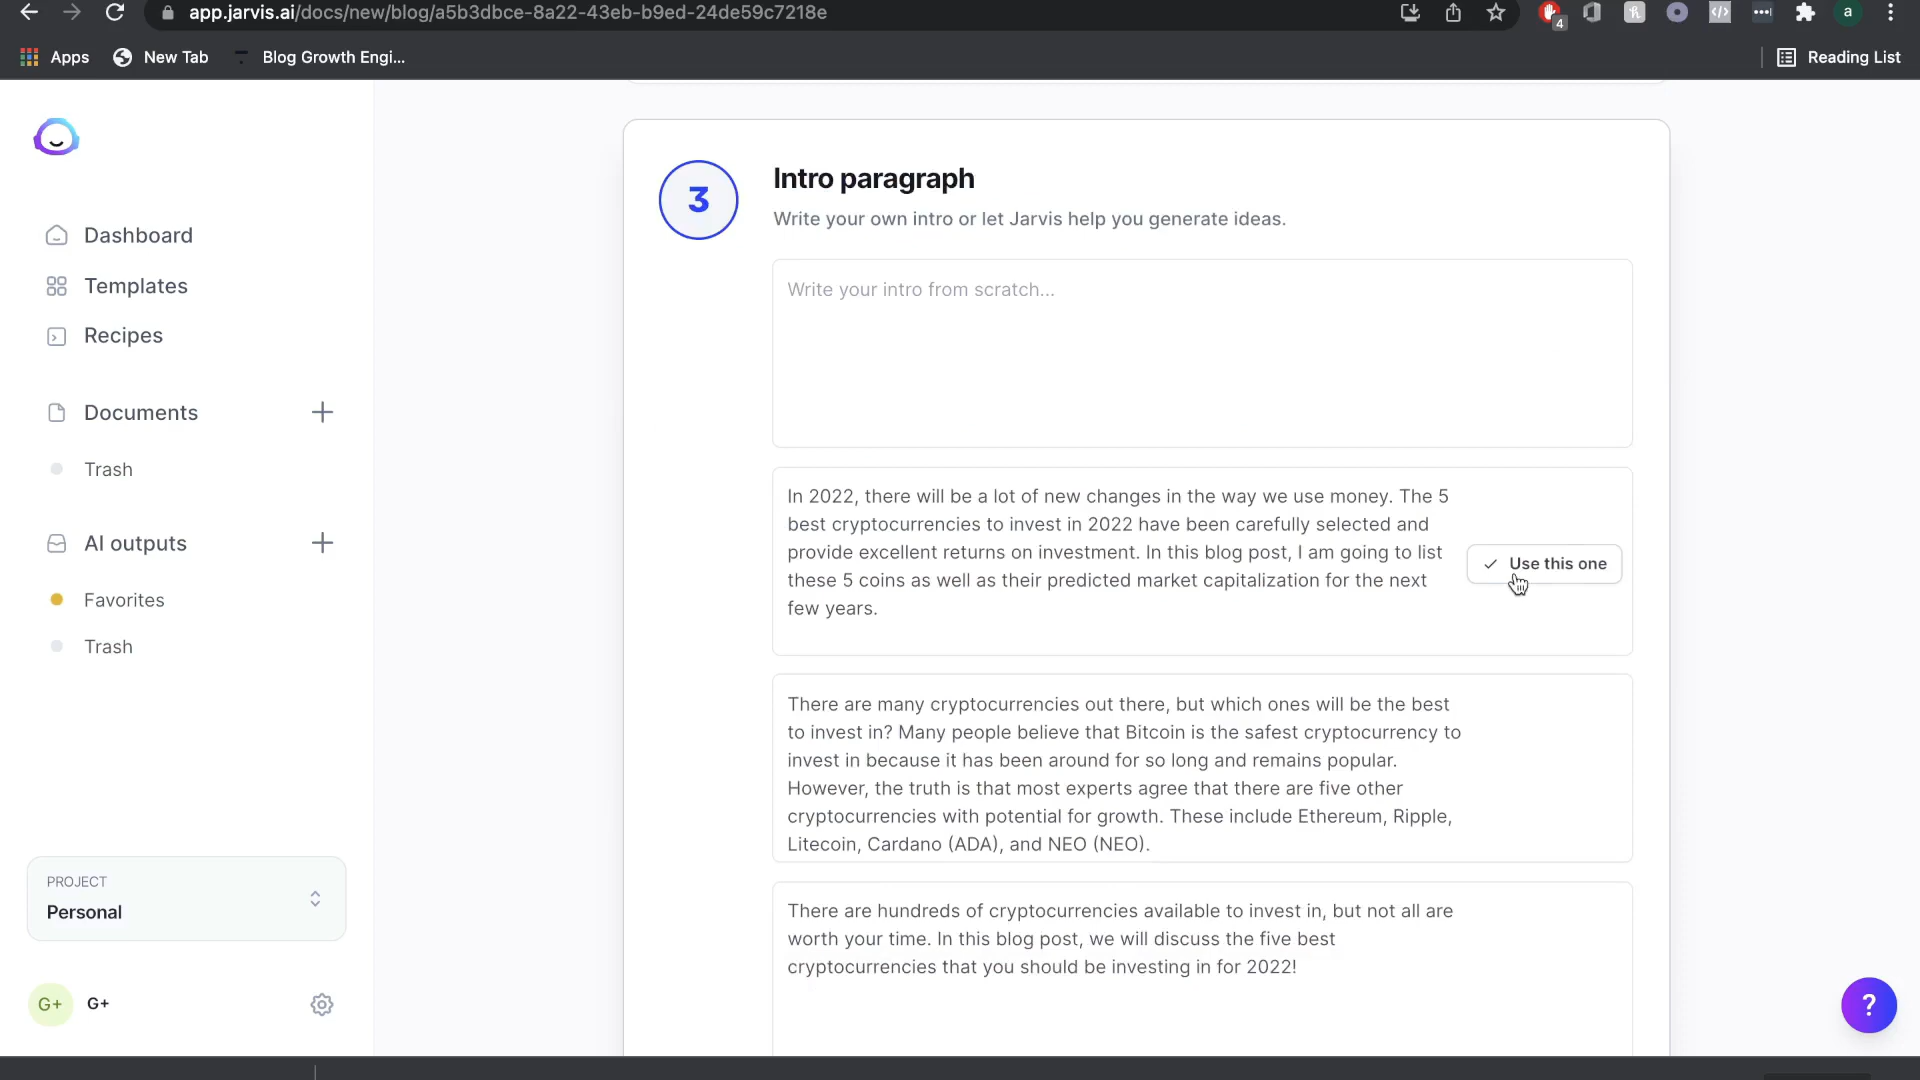 app.jarvis.ai/docs/new/blog/a5b3dbce-8a22-43eb-b9ed-24de59c7218e
4
a
Apps
New Tab
Blog Growth Engi...
Reading List
Dashboard
Templates
Recipes
Documents
Trash
AI outputs
Favorites
Trash
PROJECT
Personal
G+
G+
3
Intro paragraph
Write your own intro or let Jarvis help you generate ideas.
Write your intro from scratch...
In 2022, there will be a lot of new changes in the way we use money. The 5
best cryptocurrencies to invest in 2022 have been carefully selected and
provide excellent returns on investment. In this blog post, I am going to list
these 5 coins as well as their predicted market capitalization for the next
few years.
Use this one
There are many cryptocurrencies out there, but which ones will be the best
to invest in? Many people believe that Bitcoin is the safest cryptocurrency to
invest in because it has been around for so long and remains popular.
However, the truth is that most experts agree that there are five other
cryptocurrencies with potential for growth. These include Ethereum, Ripple,
Litecoin, Cardano (ADA), and NEO (NEO).
There are hundreds of cryptocurrencies available to invest in, but not all are
worth your time. In this blog post, we will discuss the five best
cryptocurrencies that you should be investing in for 2022!
?